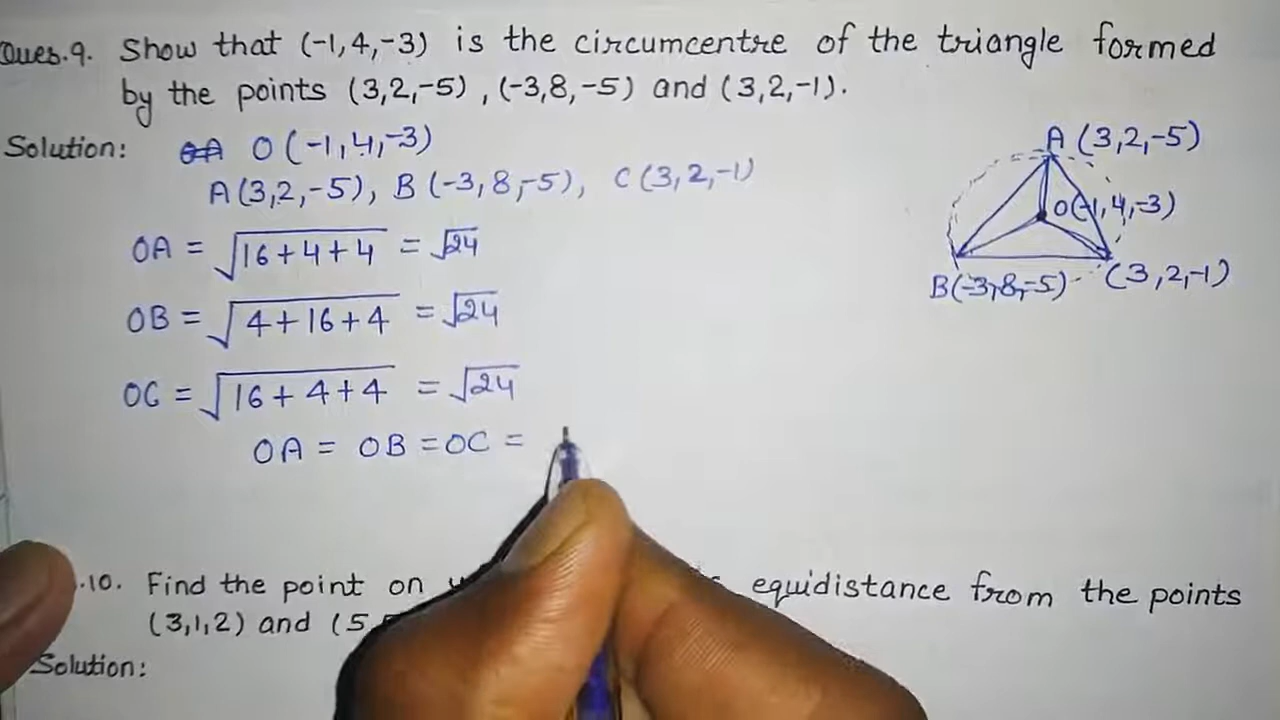 Ques.9. Show that (-1,4,-3) is the circumcentre of the triangle formed
by the points (3,2,-5), (-3,8,-5) and (3,2,-1).
Solution: OA O(-1,4,-3)
A(3,2,-5), B(-3,8,-5), C(3,2,-1)
A(3,2,-5)
O(-1,4,-3)
B(-3,8,-5) (3,2,-1)
OA = √16+4+4 = √24
OB = √4+16+4 = √24
OC = √16+4+4 = √24
OA = OB = OC =
.10. Find the point on equidistance from the points
(3,1,2) and (5,
Solution: